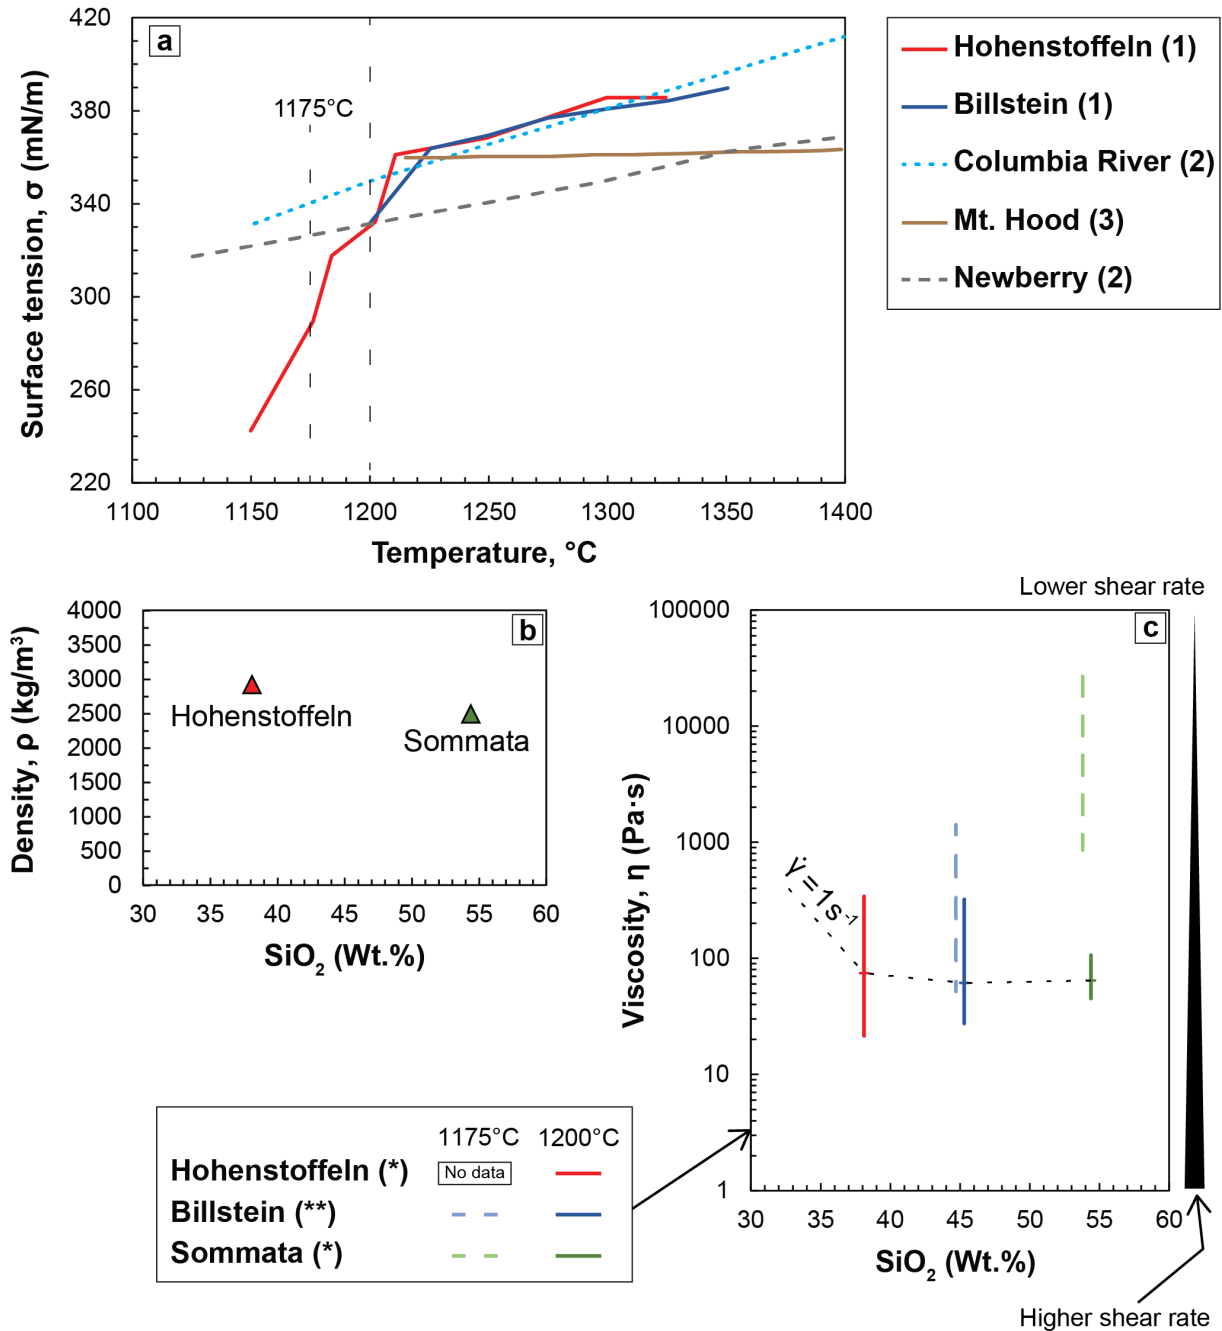 a
420
380
340
300
260
220
Surface tension, σ (mN/m)
1175°C
1100
1150
1200
1250
1300
1350
1400
Temperature, °C
Hohenstoffeln (1)
Billstein (1)
Columbia River (2)
Mt. Hood (3)
Newberry (2)
b
4000
3500
3000
2500
2000
1500
1000
500
0
Density, ρ (kg/m³)
Hohenstoffeln
Sommata
30
35
40
45
50
55
60
SiO₂ (Wt.%)
Lower shear rate
c
100000
10000
1000
100
10
1
Viscosity, η (Pa·s)
γ̇ = 1s⁻¹
30
35
40
45
50
55
60
SiO₂ (Wt.%)
Higher shear rate
1175°C 1200°C
Hohenstoffeln (*) No data
Billstein (**)
Sommata (*)